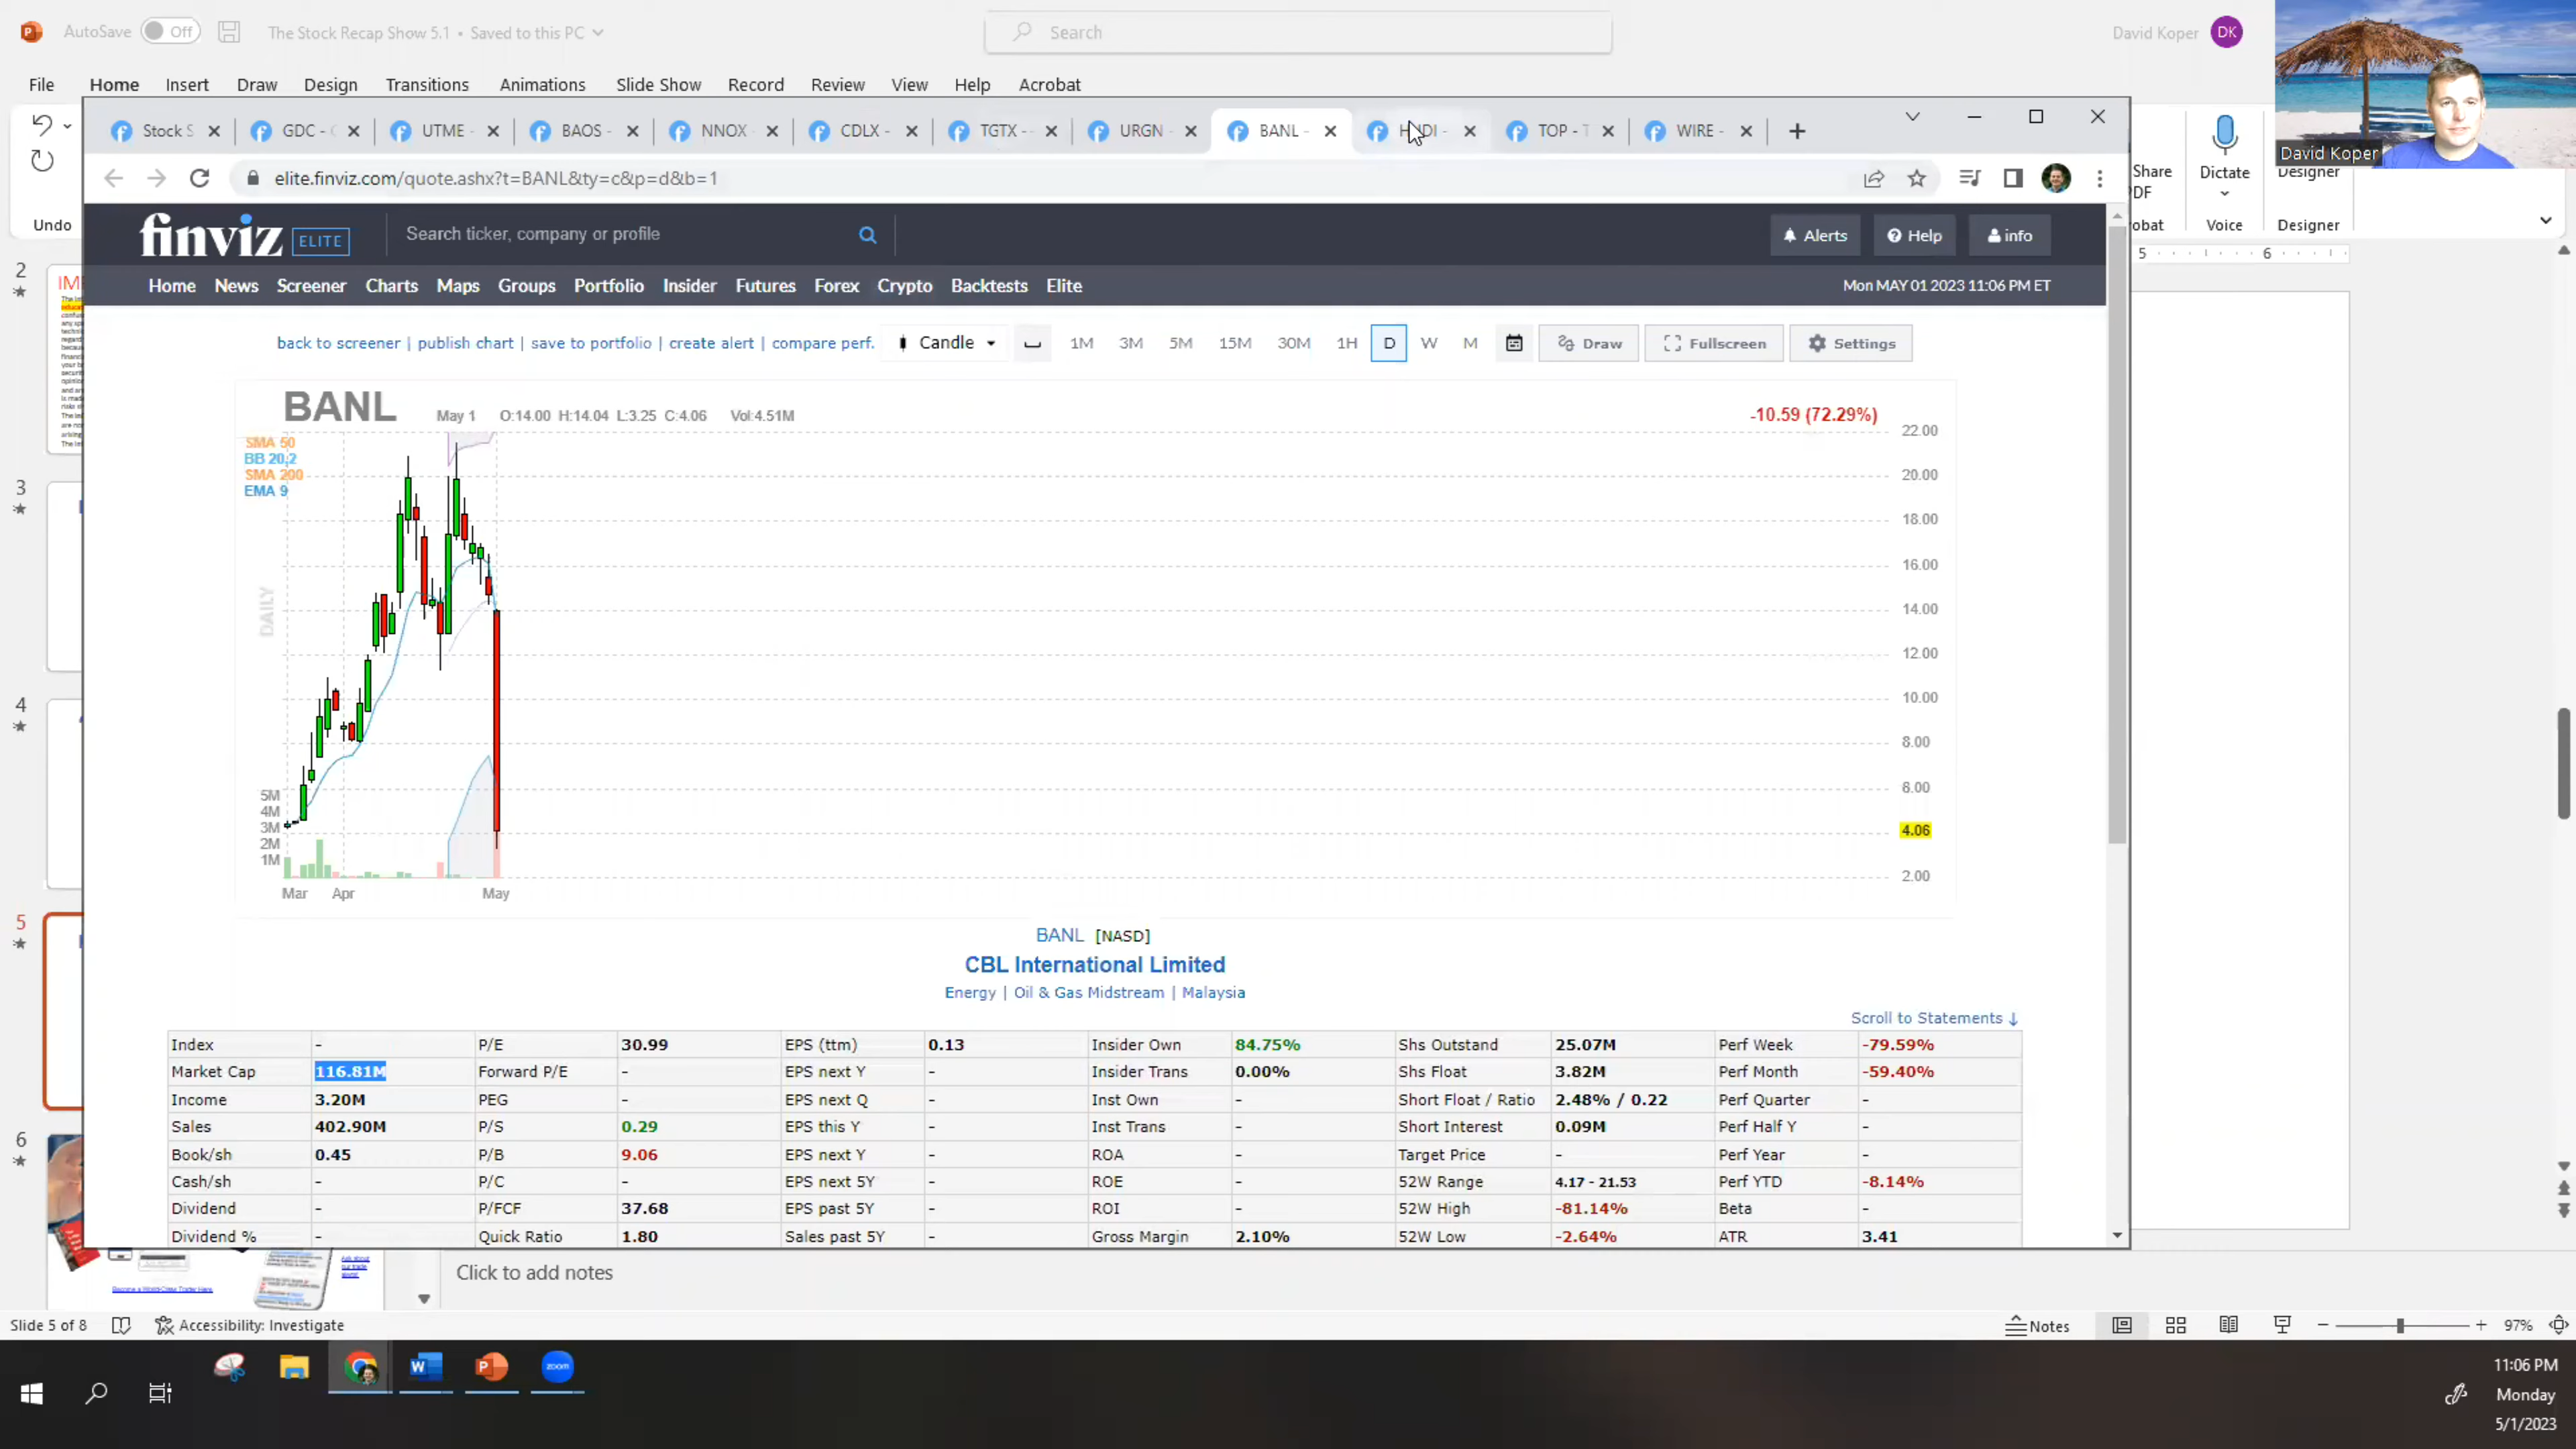 AutoSave Off The Stock Recap Show 5.1 • Saved to this PC
Search
David Koper DK
File Home Insert Draw Design Transitions Animations Slide Show Record Review View Help Acrobat
Stock S GDC - UTME - BAOS - NNOX CDLX - TGTX - URGN BANL - TOP - T WIRE -
David Koper
elite.finviz.com/quote.ashx?t=BANL&ty=c&p=d&b=1
Share Dictate Designer
Undo Voice Designer
finviz ELITE Search ticker, company or profile Alerts Help info
Home News Screener Charts Maps Groups Portfolio Insider Futures Forex Crypto Backtests Elite
Mon MAY 01 2023 11:06 PM ET
back to screener | publish chart | save to portfolio | create alert | compare perf. Candle 1M 3M 5M 15M 30M 1H D W M Draw Fullscreen Settings
BANL May 1 O:14.00 H:14.04 L:3.25 C:4.06 Vol:4.51M -10.59 (72.29%)
SMA 50
BB 20,2
SMA 200
EMA 9
DAILY
22.00
20.00
18.00
16.00
14.00
12.00
10.00
8.00
8.00
4.06
2.00
5M
4M
3M
2M
1M
Mar Apr May
BANL [NASD]
CBL International Limited
Energy | Oil & Gas Midstream | Malaysia
Scroll to Statements ↓
Index - P/E 30.99 EPS (ttm) 0.13 Insider Own 84.75% Shs Outstand 25.07M Perf Week -79.59%
Market Cap 116.81M Forward P/E - EPS next Y - Insider Trans 0.00% Shs Float 3.82M Perf Month -59.40%
Income 3.20M PEG - EPS next Q - Inst Own - Short Float / Ratio 2.48% / 0.22 Perf Quarter -
Sales 402.90M P/S 0.29 EPS this Y - Inst Trans - Short Interest 0.09M Perf Half Y -
Book/sh 0.45 P/B 9.06 EPS next Y - ROA - Target Price - Perf Year -
Cash/sh - P/C - EPS next 5Y - ROE - 52W Range 4.17 - 21.53 Perf YTD -8.14%
Dividend - P/FCF 37.68 EPS past 5Y - ROI - 52W High -81.14% Beta -
Dividend % - Quick Ratio 1.80 Sales past 5Y - Gross Margin 2.10% 52W Low -2.64% ATR 3.41
2
3
4
5
6
5 6
Become a World-Class Trader Here
Click to add notes
Slide 5 of 8 Accessibility: Investigate Notes 97%
zoom
11:06 PM
Monday
5/1/2023